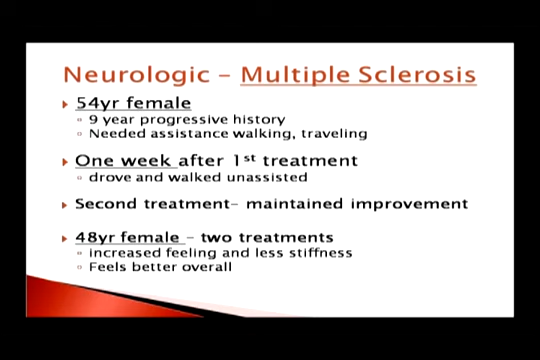 Neurologic – Multiple Sclerosis
54yr female
9 year progressive history
Needed assistance walking, traveling
One week after 1st treatment
drove and walked unassisted
Second treatment– maintained improvement
48yr female – two treatments
increased feeling and less stiffness
Feels better overall